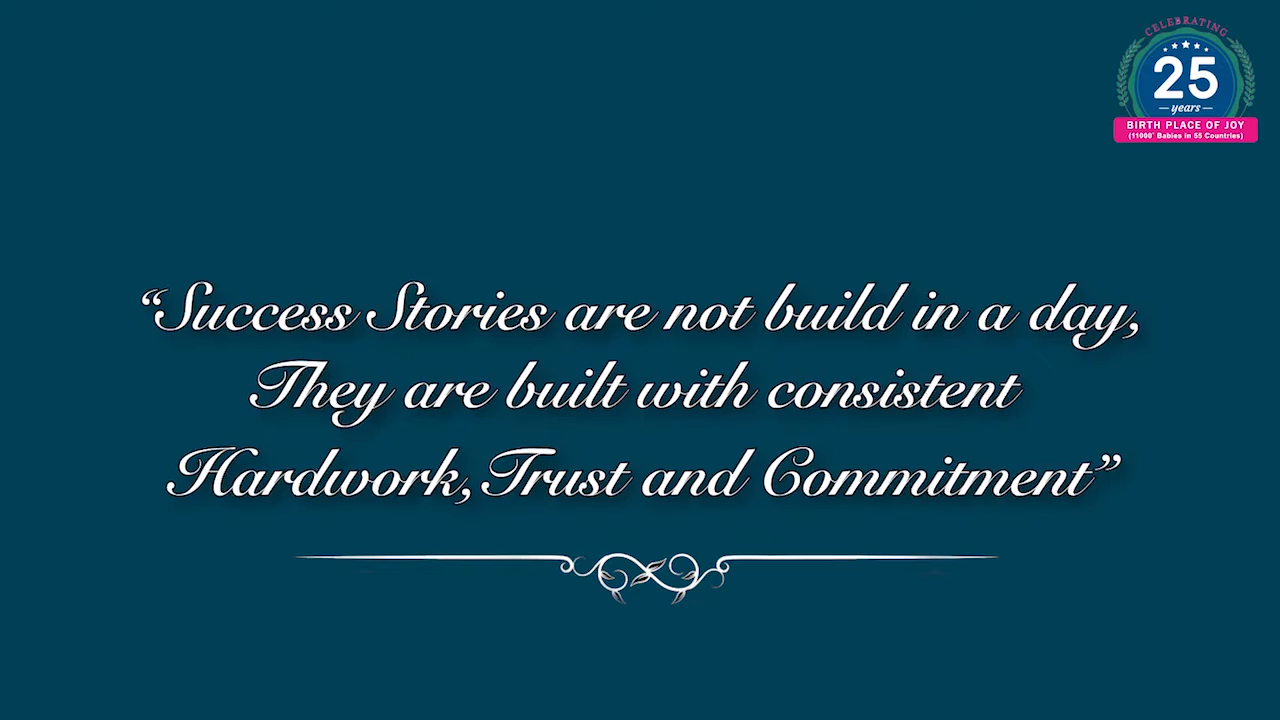 CELEBRATING
25
years
BIRTH PLACE OF JOY
(11000+ Babies in 55 Countries)
“Success Stories are not build in a day,
They are built with consistent
Hardwork, Trust and Commitment”